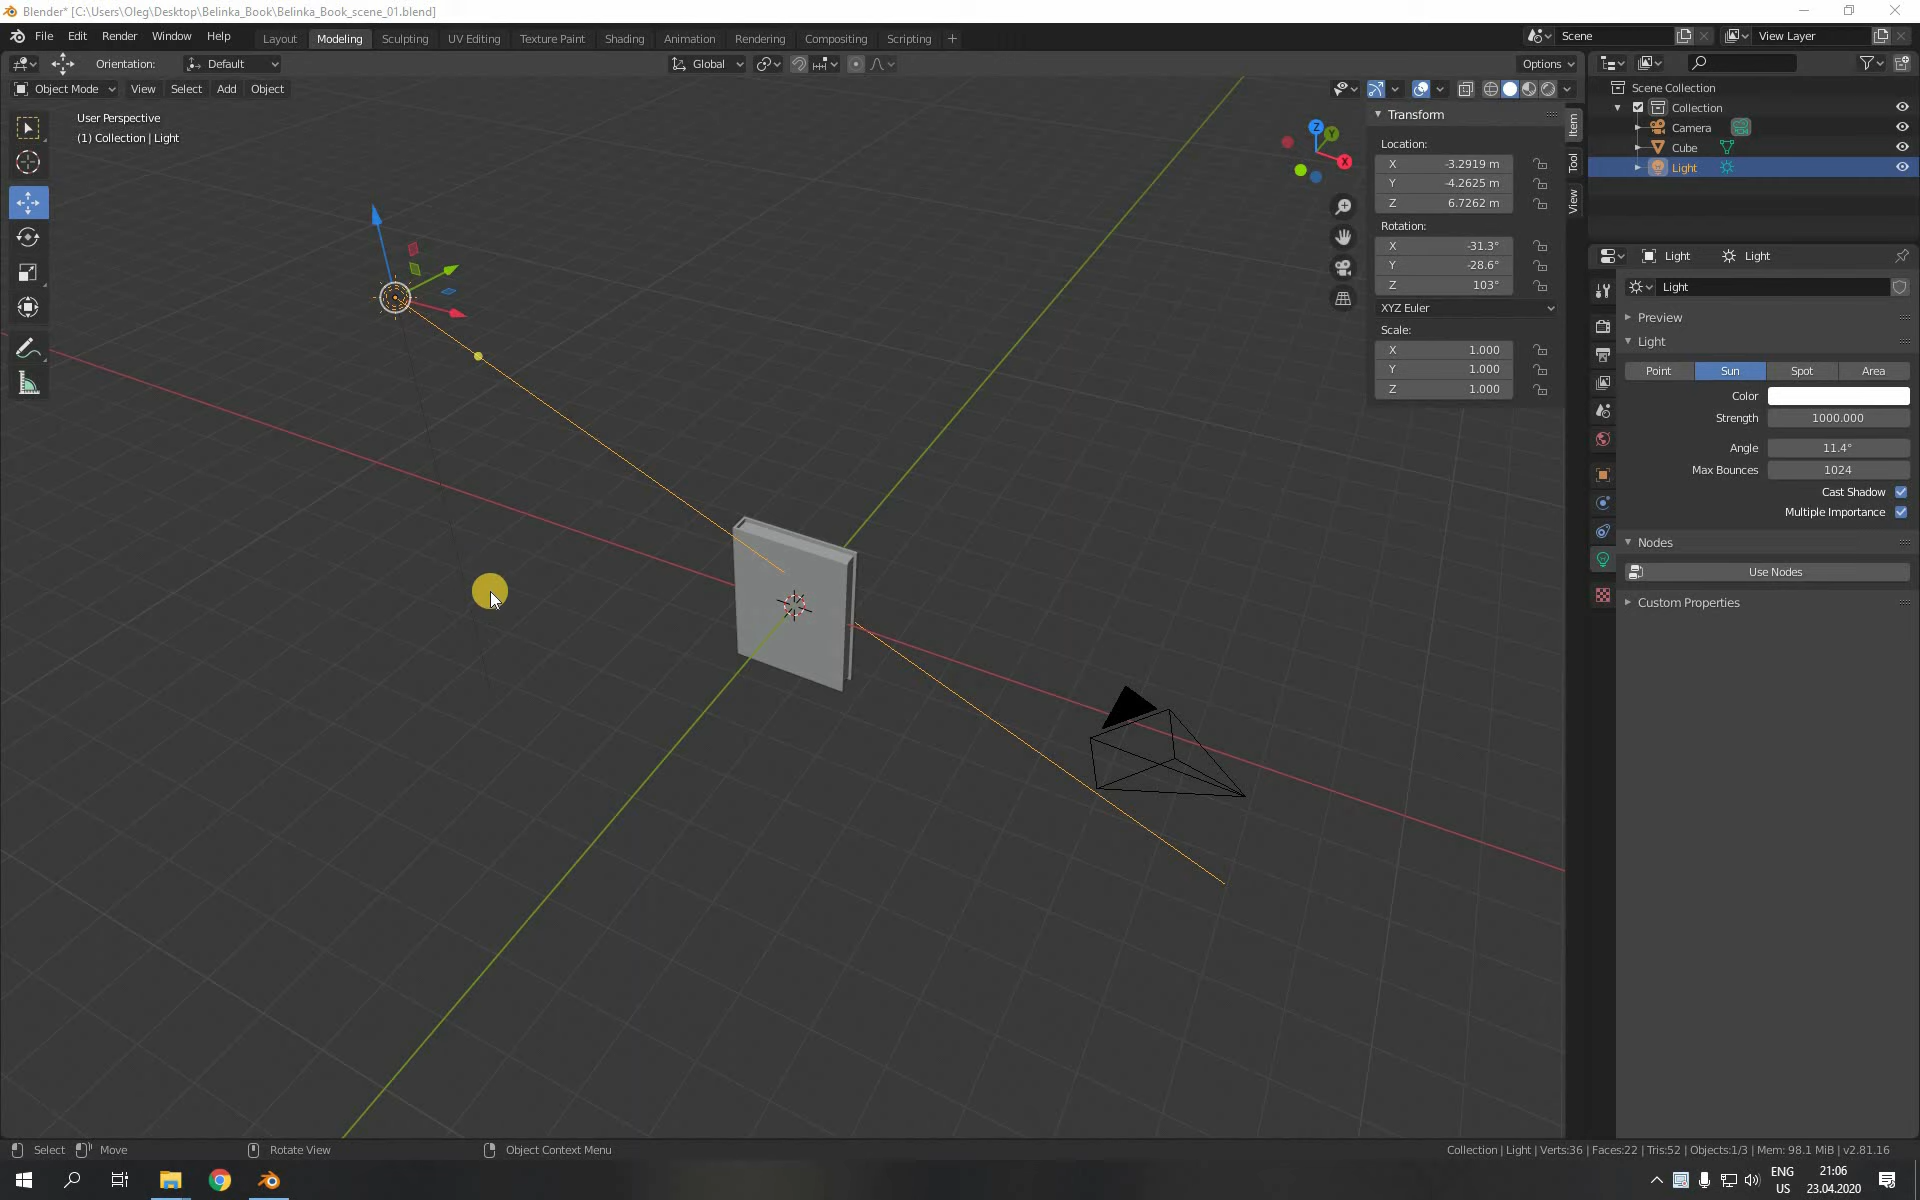 Blender* [C:\Users\Oleg\Desktop\Belinka_Book\Belinka_Book_scene_01.blend]
File Edit Render Window Help
Layout Modeling Sculpting UV Editing Texture Paint Shading Animation Rendering Compositing Scripting +
Scene View Layer
Orientation: Default Global Options
Object Mode View Select Add Object
User Perspective
(1) Collection | Light
Z Y X
Transform
Location:
X -3.2919 m
Y -4.2625 m
Z 6.7262 m
Rotation:
X -31.3°
Y -28.6°
Z 103°
XYZ Euler
Scale:
X 1.000
Y 1.000
Z 1.000
Item
Tool
View
Scene Collection
Collection
Camera
Cube
Light
Light Light
Light
Preview
Light
Point Sun Spot Area
Color
Strength 1000.000
Angle 11.4°
Max Bounces 1024
Cast Shadow
Multiple Importance
Nodes
Use Nodes
Custom Properties
Select Move Rotate View Object Context Menu
Collection | Light | Verts:36 | Faces:22 | Tris:52 | Objects:1/3 | Mem: 98.1 MiB | v2.81.16
ENG 21:06
US 23.04.2020